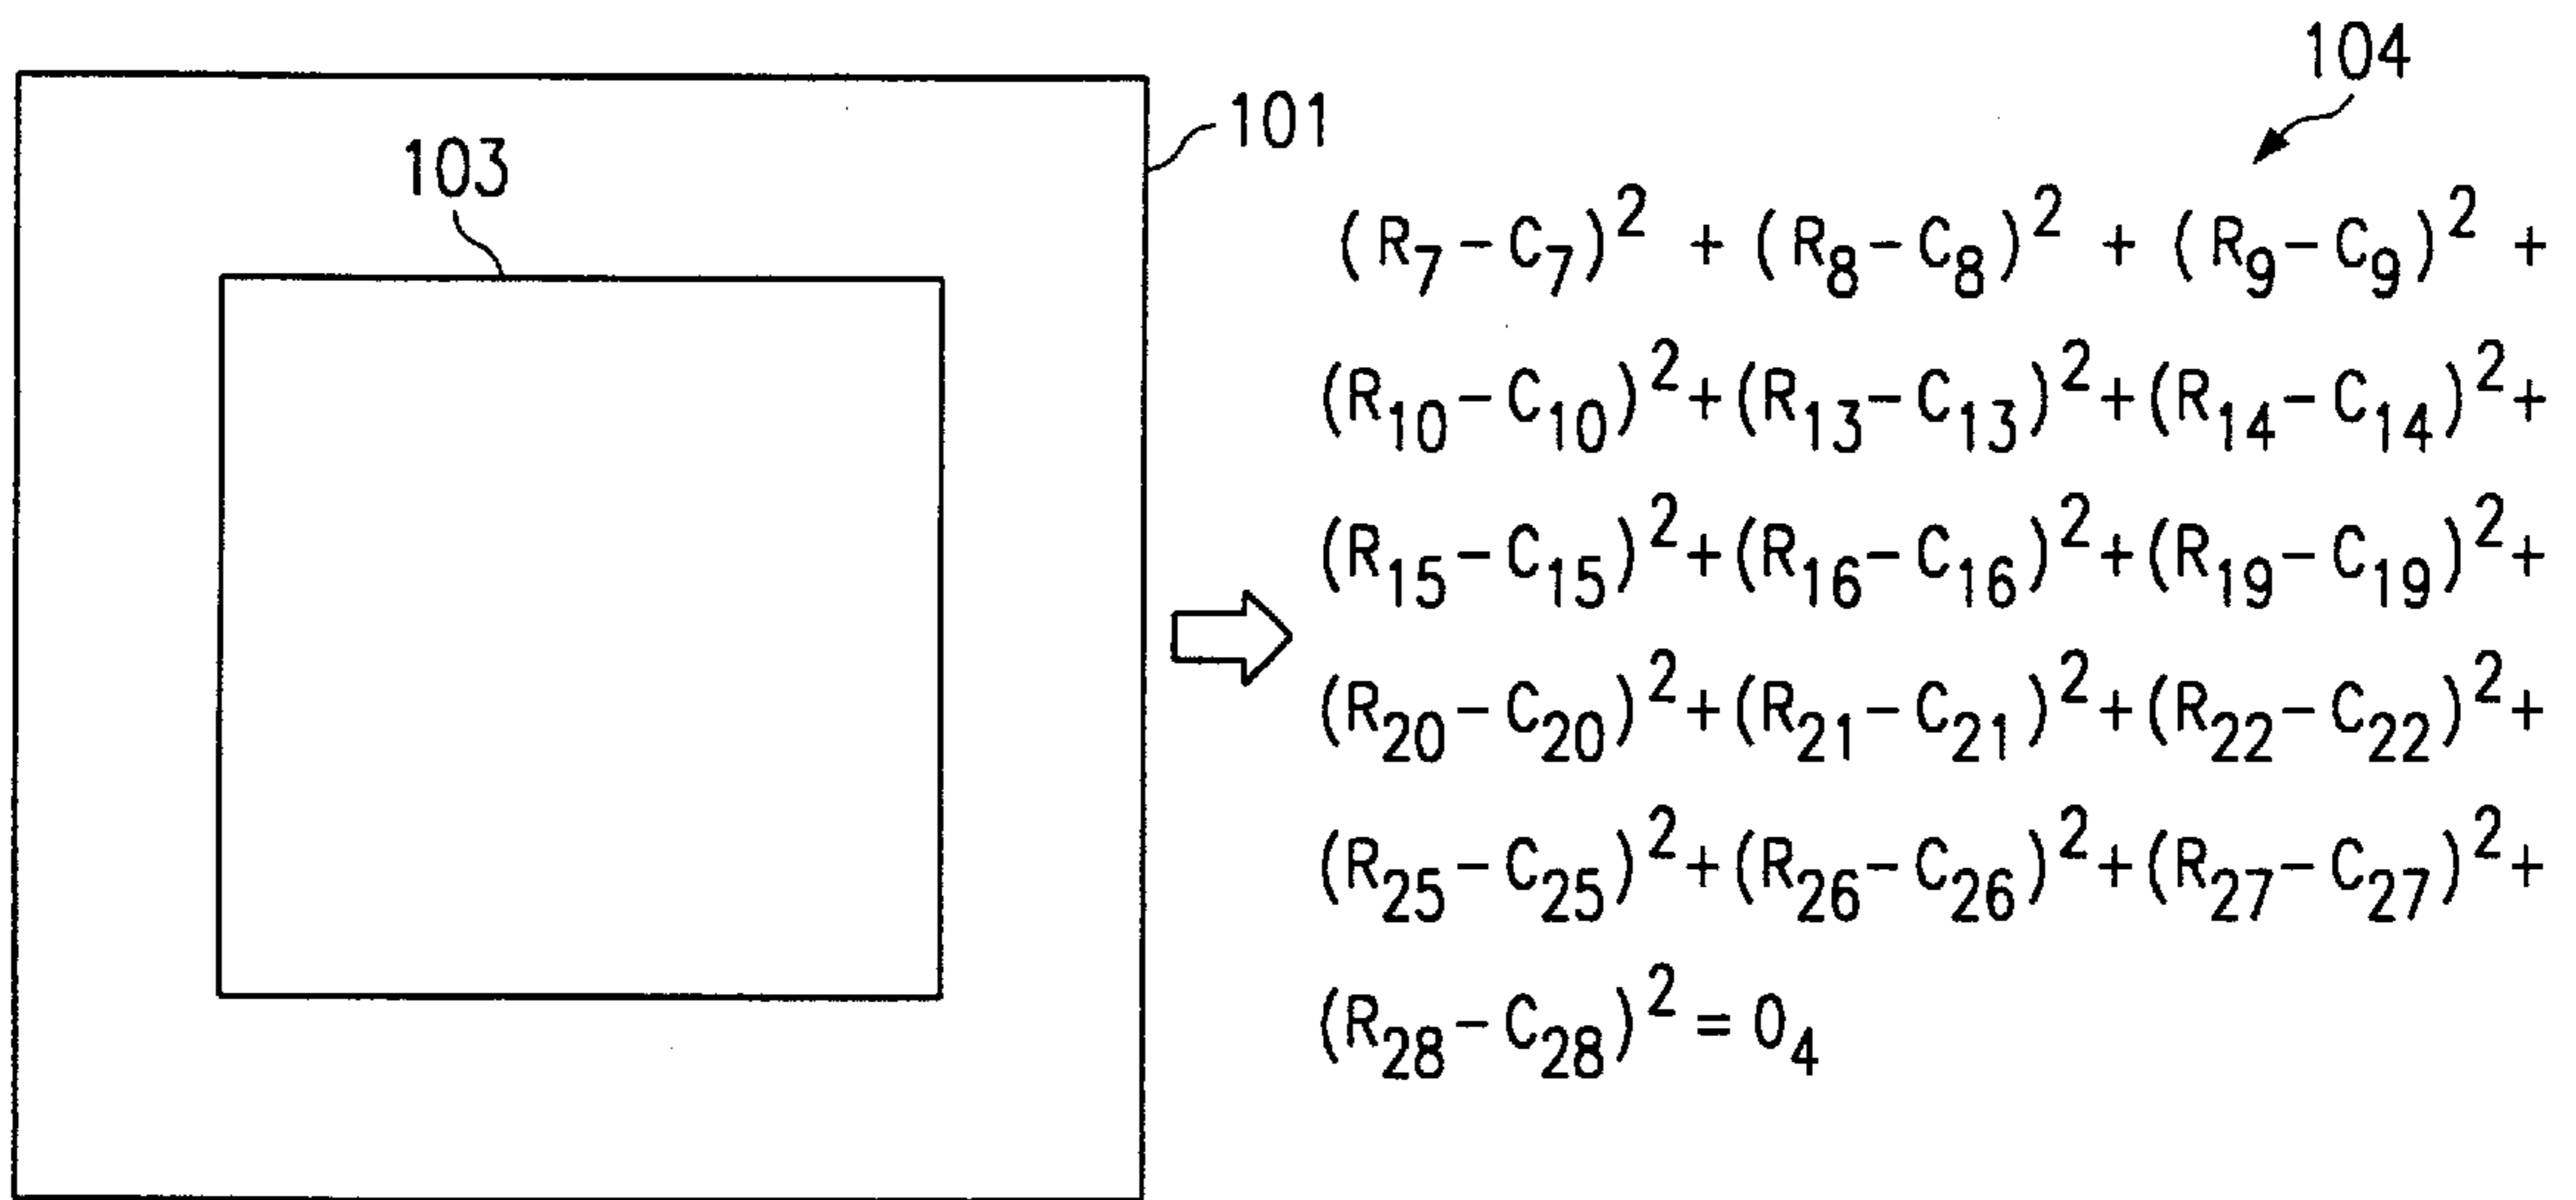 104
101
103
(R₇ − C₇)² + (R₈ − C₈)² + (R₉ − C₉)² +
(R₁₀ − C₁₀)² + (R₁₃ − C₁₃)² + (R₁₄ − C₁₄)² +
(R₁₅ − C₁₅)² + (R₁₆ − C₁₆)² + (R₁₉ − C₁₉)² +
(R₂₀ − C₂₀)² + (R₂₁ − C₂₁)² + (R₂₂ − C₂₂)² +
(R₂₅ − C₂₅)² + (R₂₆ − C₂₆)² + (R₂₇ − C₂₇)² +
(R₂₈ − C₂₈)² = O₄